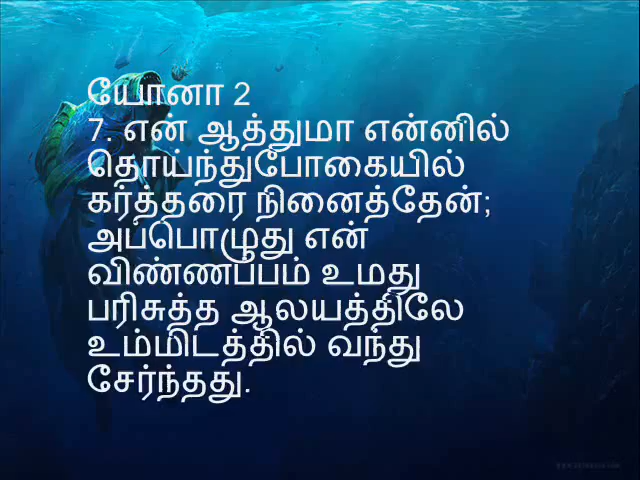 யோனா 2
7. என் ஆத்துமா என்னில்
தொய்ந்துபோகையில்
கர்த்தரை நினைத்தேன்;
அப்பொழுது என்
விண்ணப்பம் உமது
பரிசுத்த ஆலயத்திலே
உம்மிடத்தில் வந்து
சேர்ந்தது.